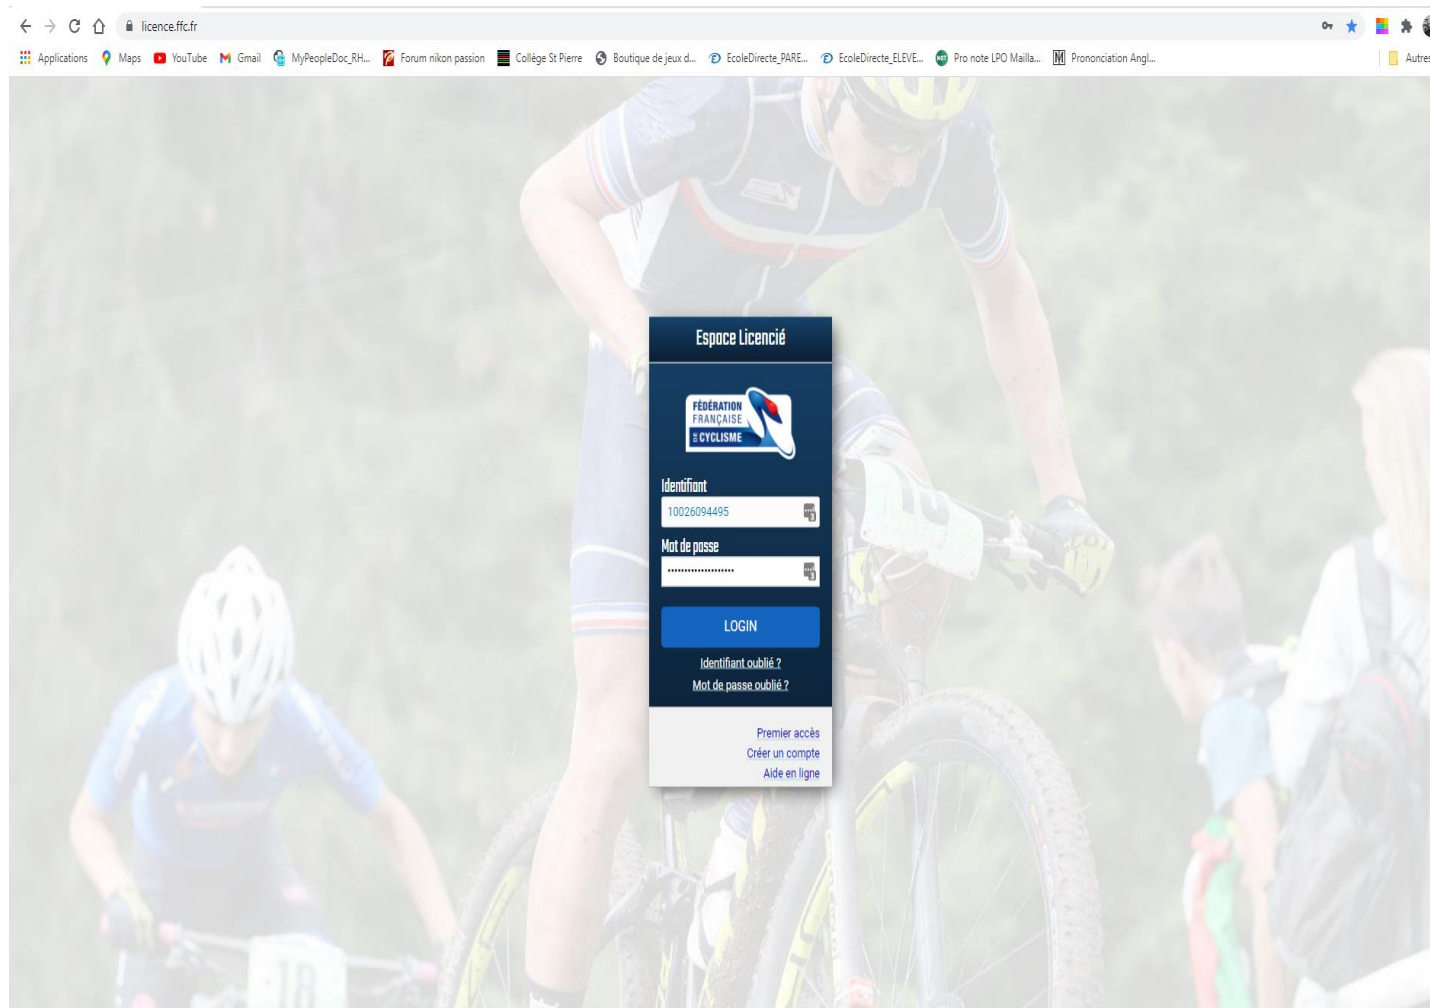 licence.ffc.fr
Applications Maps YouTube Gmail MyPeopleDoc_RH... Forum nikon passion Collège St Pierre Boutique de jeux d... EcoleDirecte_PARE... EcoleDirecte_ELEVE... Pro note LPO Mailla... Prononciation Angl... Autres
Espace Licencié
FÉDÉRATION
FRANÇAISE
DE CYCLISME
Identifiant
10026094495
Mot de passe
LOGIN
Identifiant oublié ?
Mot de passe oublié ?
Premier accès
Créer un compte
Aide en ligne
18